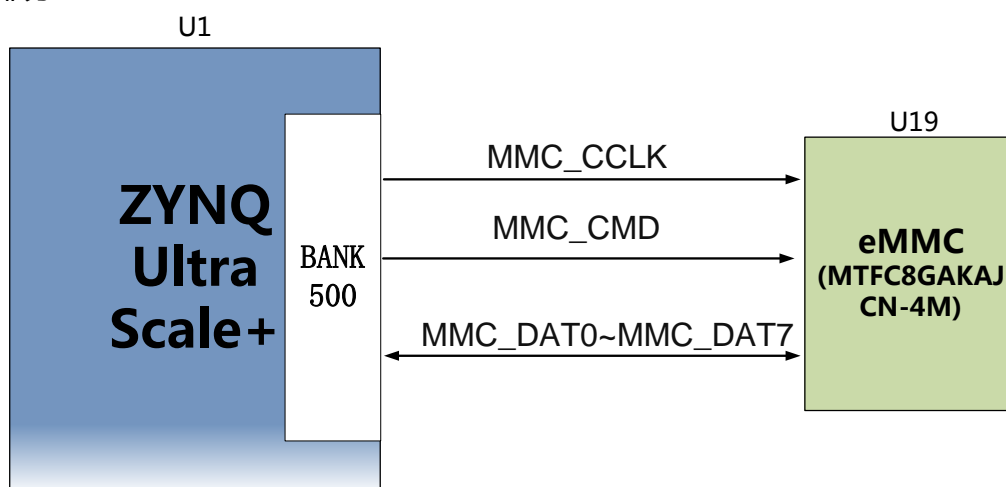 U1
U19
MMC_CCLK
ZYNQ
Ultra
Scale+
BANK
500
MMC_CMD
eMMC
(MTFC8GAKAJ
CN-4M)
MMC_DAT0~MMC_DAT7